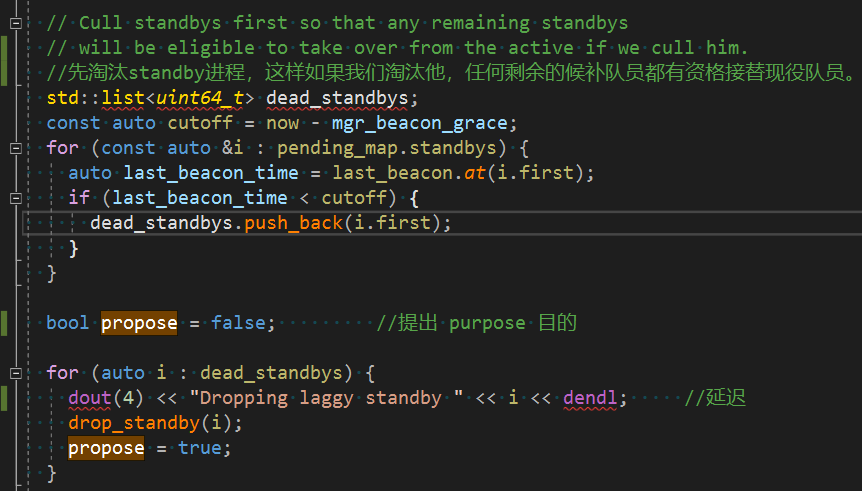 // Cull standbys first so that any remaining standbys
// will be eligible to take over from the active if we cull him.
//先淘汰standby进程，这样如果我们淘汰他，任何剩余的候补队员都有资格接替现役队员。
std::list<uint64_t> dead_standbys;
const auto cutoff = now - mgr_beacon_grace;
for (const auto &i : pending_map.standbys) {
auto last_beacon_time = last_beacon.at(i.first);
if (last_beacon_time < cutoff) {
dead_standbys.push_back(i.first);
}
}
bool propose = false; //提出 purpose 目的
for (auto i : dead_standbys) {
dout(4) << "Dropping laggy standby " << i << dendl; //延迟
drop_standby(i);
propose = true;
}